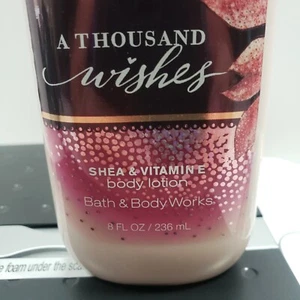 A THOUSAND
wishes
SHEA & VITAMIN E
body lotion
Bath & Body Works
8 FL OZ / 236 mL
foam under the